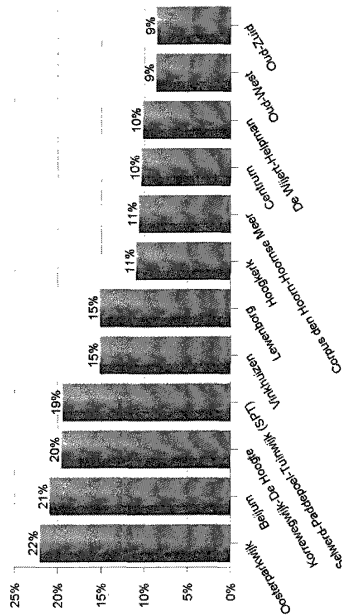 25%
20%
15%
10%
5%
0%
22%
21%
20%
19%
15%
15%
11%
11%
10%
10%
9%
9%
Oosterparkwijk
Beijum
Korrewegwijk-De Hoogte
Selwerd-Paddepoel-Tuinwijk (SPT)
Vinkhuizen
Lewenborg
Hoogkerk
Corpus den Hoorn-Hoornse Meer
Centrum
De Wijert-Helpman
Oud-West
Oud-Zuid